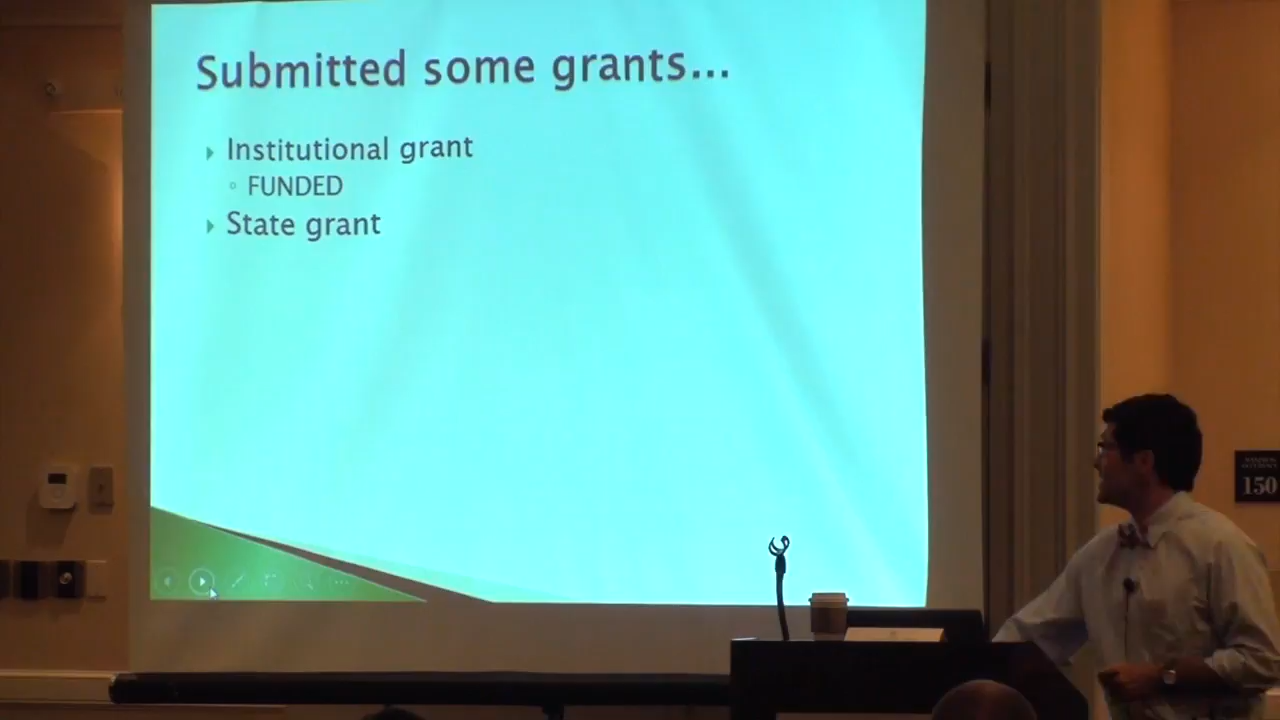 Submitted some grants...
Institutional grant
FUNDED
State grant
150